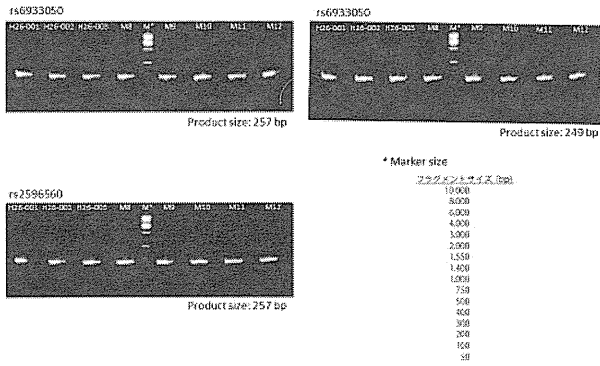 rs6933050
H26-001 H26-002 H26-003 M8 M* M9 M10 M11 M12
Product size: 257 bp
rs6933050
H26-001 H26-002 H26-003 M8 M* M9 M10 M11 M12
Product size: 249 bp
rs2596560
H26-001 H26-002 H26-003 M8 M* M9 M10 M11 M12
Product size: 257 bp
* Marker size
フラグメントサイズ (bp)
10,000
8,000
6,000
4,000
3,000
2,000
1,550
1,400
1,000
750
500
400
300
200
100
50